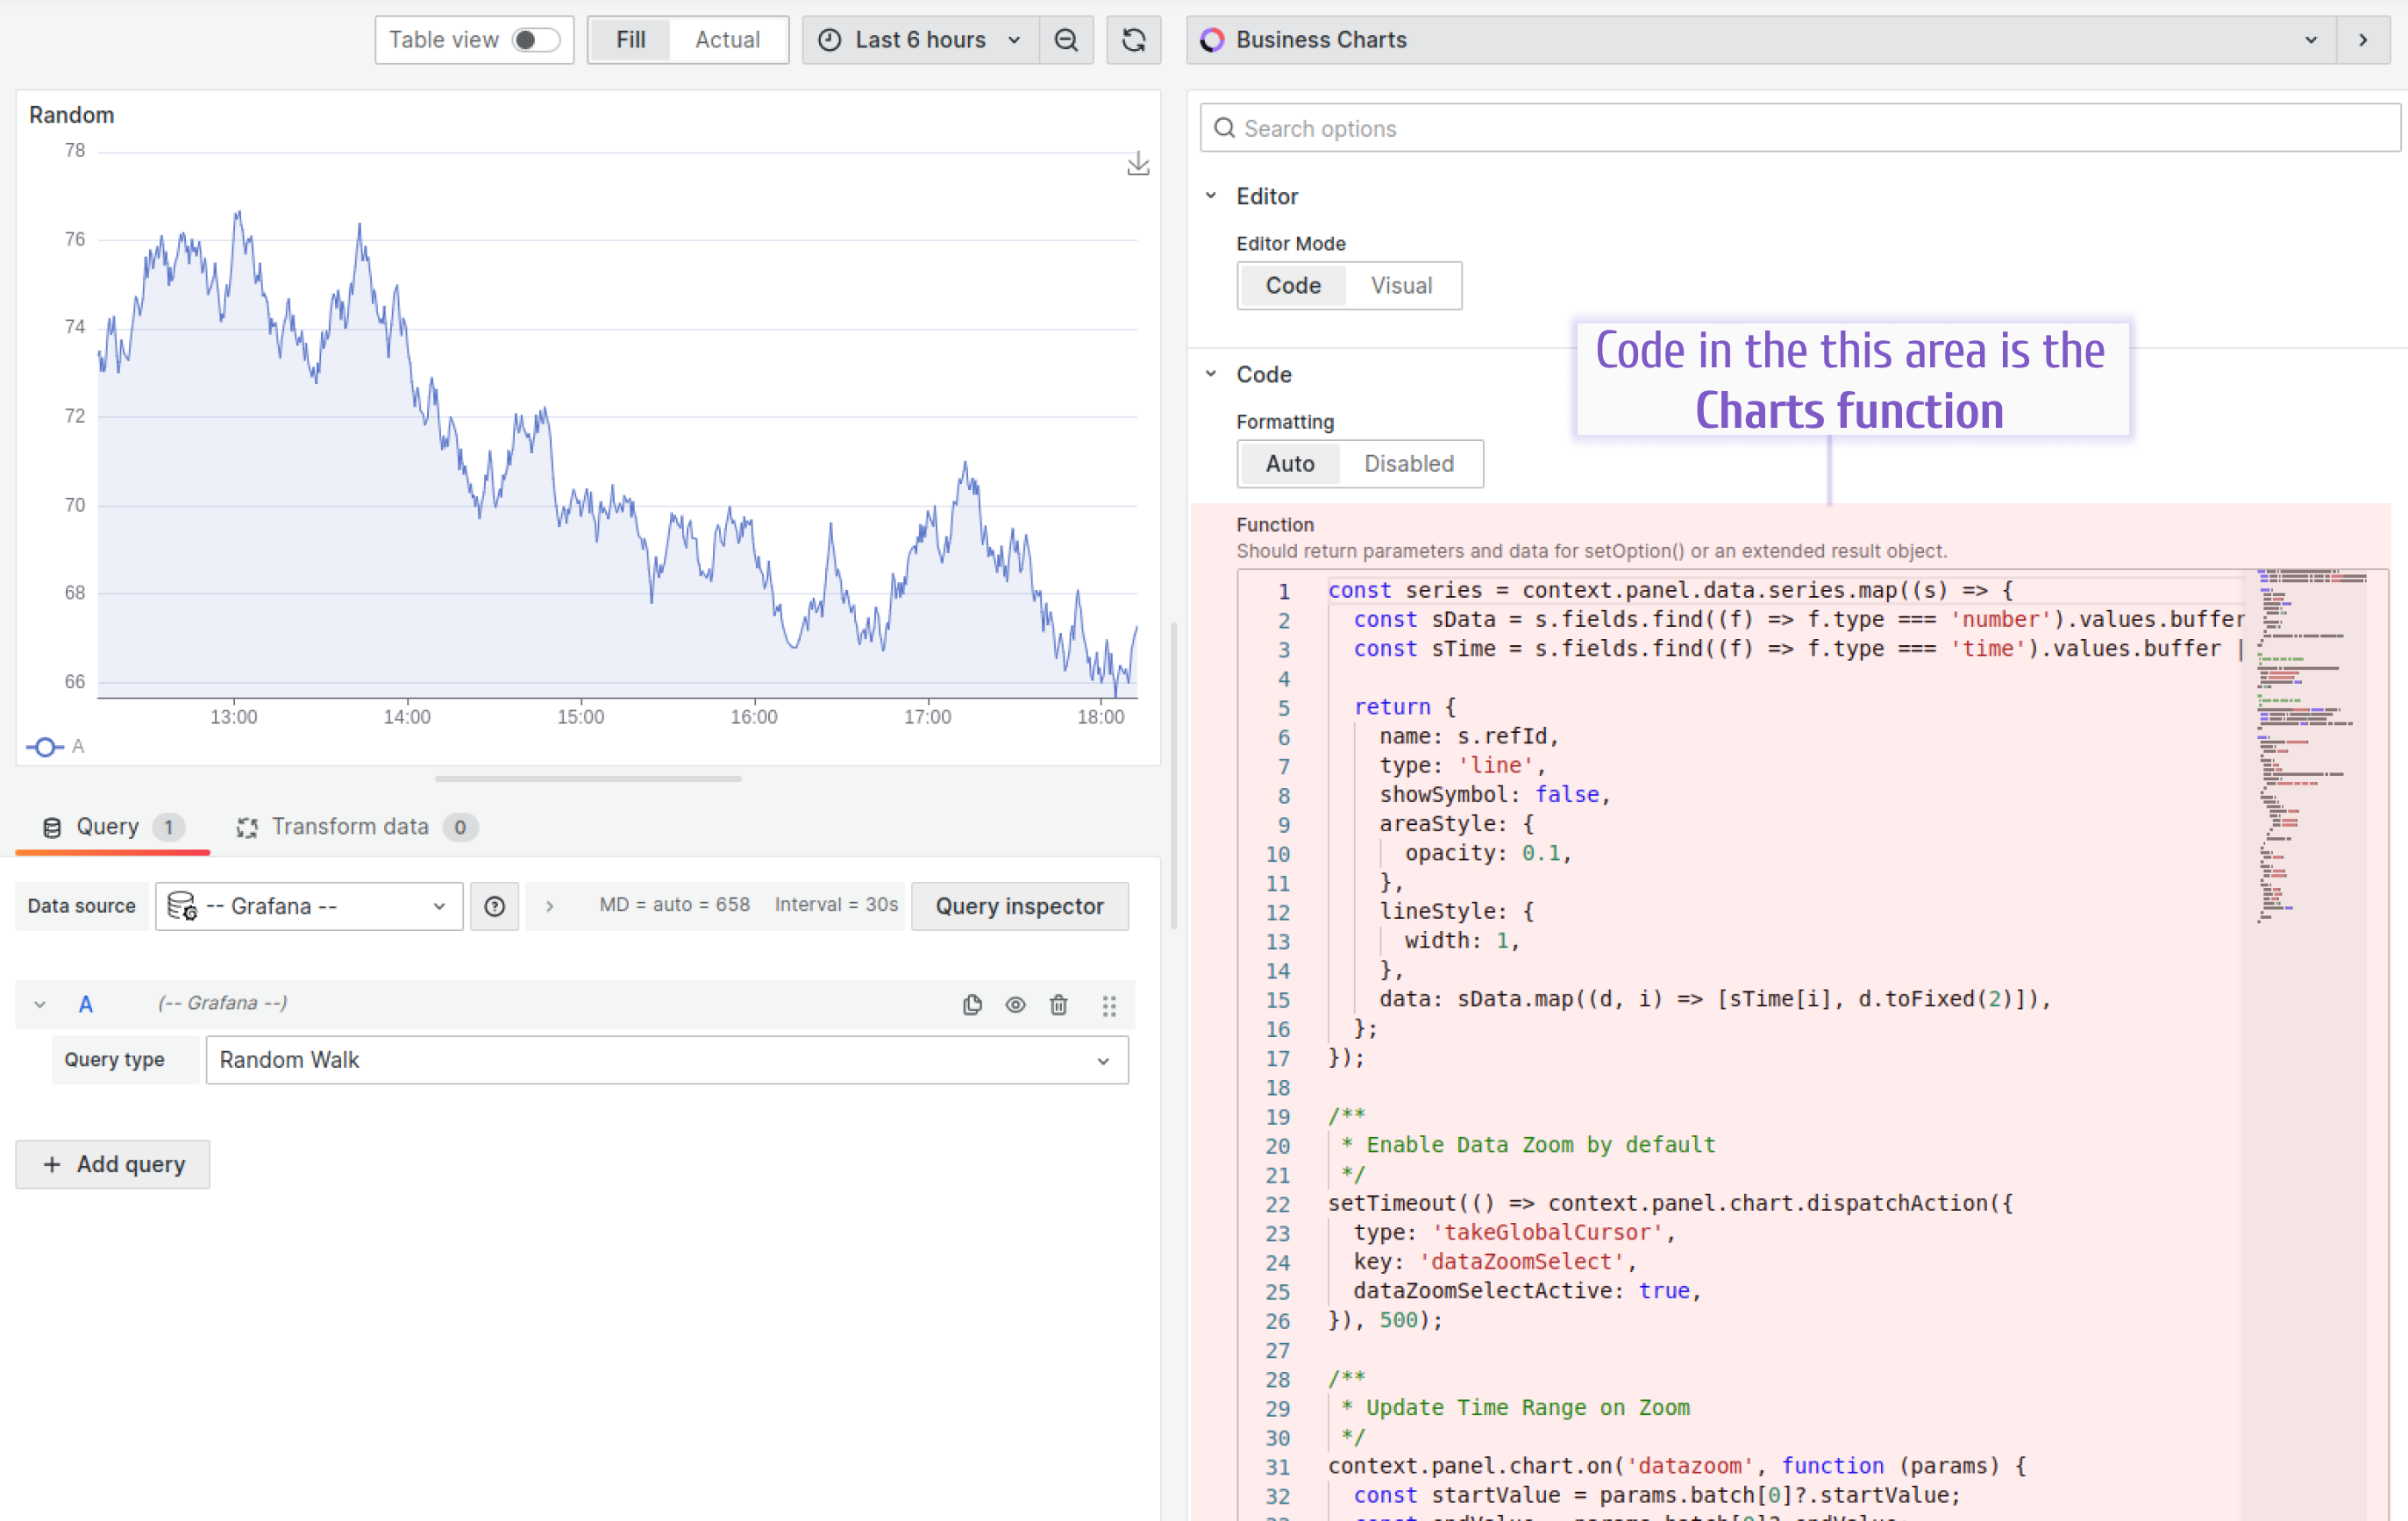 Table view
Fill Actual
Last 6 hours
Business Charts
Random
78
76
74
72
70
68
66
13:00 14:00 15:00 16:00 17:00 18:00
A
Search options
Editor
Editor Mode
Code Visual
Code in the this area is the
Charts function
Code
Formatting
Auto Disabled
Function
Should return parameters and data for setOption() or an extended result object.
1 const series = context.panel.data.series.map((s) => {
2 const sData = s.fields.find((f) => f.type === 'number').values.buffer
3 const sTime = s.fields.find((f) => f.type === 'time').values.buffer |
4
5 return {
6 name: s.refId,
7 type: 'line',
8 showSymbol: false,
9 areaStyle: {
10 opacity: 0.1,
11 },
12 lineStyle: {
13 width: 1,
14 },
15 data: sData.map((d, i) => [sTime[i], d.toFixed(2)]),
16 };
17 });
18
19 /**
20 * Enable Data Zoom by default
21 */
22 setTimeout(() => context.panel.chart.dispatchAction({
23 type: 'takeGlobalCursor',
24 key: 'dataZoomSelect',
25 dataZoomSelectActive: true,
26 }), 500);
27
28 /**
29 * Update Time Range on Zoom
30 */
31 context.panel.chart.on('datazoom', function (params) {
32 const startValue = params.batch[0]?.startValue;
Query 1 Transform data 0
Data source -- Grafana -- MD = auto = 658 Interval = 30s Query inspector
A (-- Grafana --)
Query type Random Walk
+ Add query